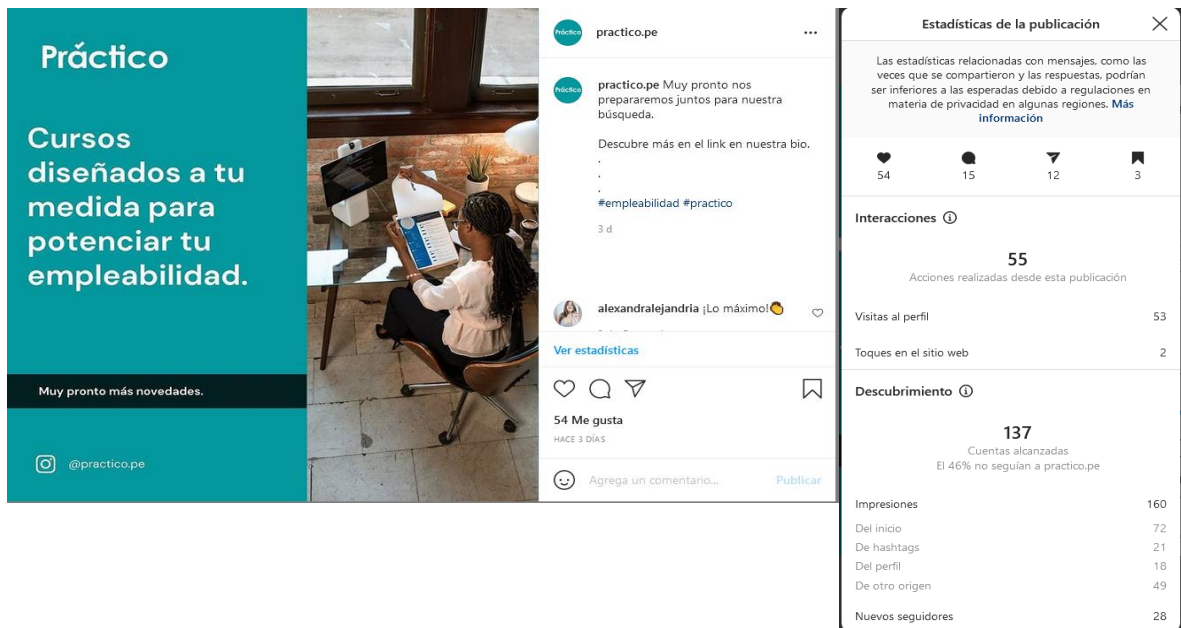 Práctico
Cursos
diseñados a tu
medida para
potenciar tu
empleabilidad.
Muy pronto más novedades.
@practico.pe
Práctico
practico.pe
Práctico
practico.pe Muy pronto nos
prepararemos juntos para nuestra
búsqueda.
Descubre más en el link en nuestra bio.
.
.
.
#empleabilidad #practico
3 d
alexandralejandria ¡Lo máximo!👏
Ver estadísticas
54 Me gusta
HACE 3 DÍAS
Agrega un comentario...
Publicar
Estadísticas de la publicación
Las estadísticas relacionadas con mensajes, como las
veces que se compartieron y las respuestas, podrían
ser inferiores a las esperadas debido a regulaciones en
materia de privacidad en algunas regiones. Más
información
54 15 12 3
Interacciones
55
Acciones realizadas desde esta publicación
Visitas al perfil 53
Toques en el sitio web 2
Descubrimiento
137
Cuentas alcanzadas
El 46% no seguían a practico.pe
Impresiones 160
Del inicio 72
De hashtags 21
Del perfil 18
De otro origen 49
Nuevos seguidores 28